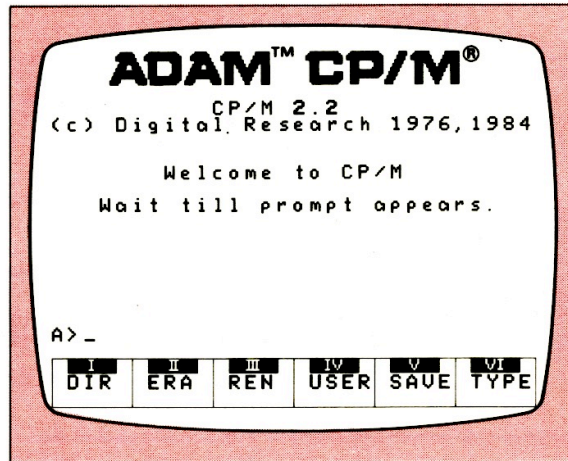 ADAM™ CP/M®
CP/M 2.2
(c) Digital Research 1976,1984
Welcome to CP/M
Wait till prompt appears.
A>_
I II III IV V VI
DIR ERA REN USER SAVE TYPE